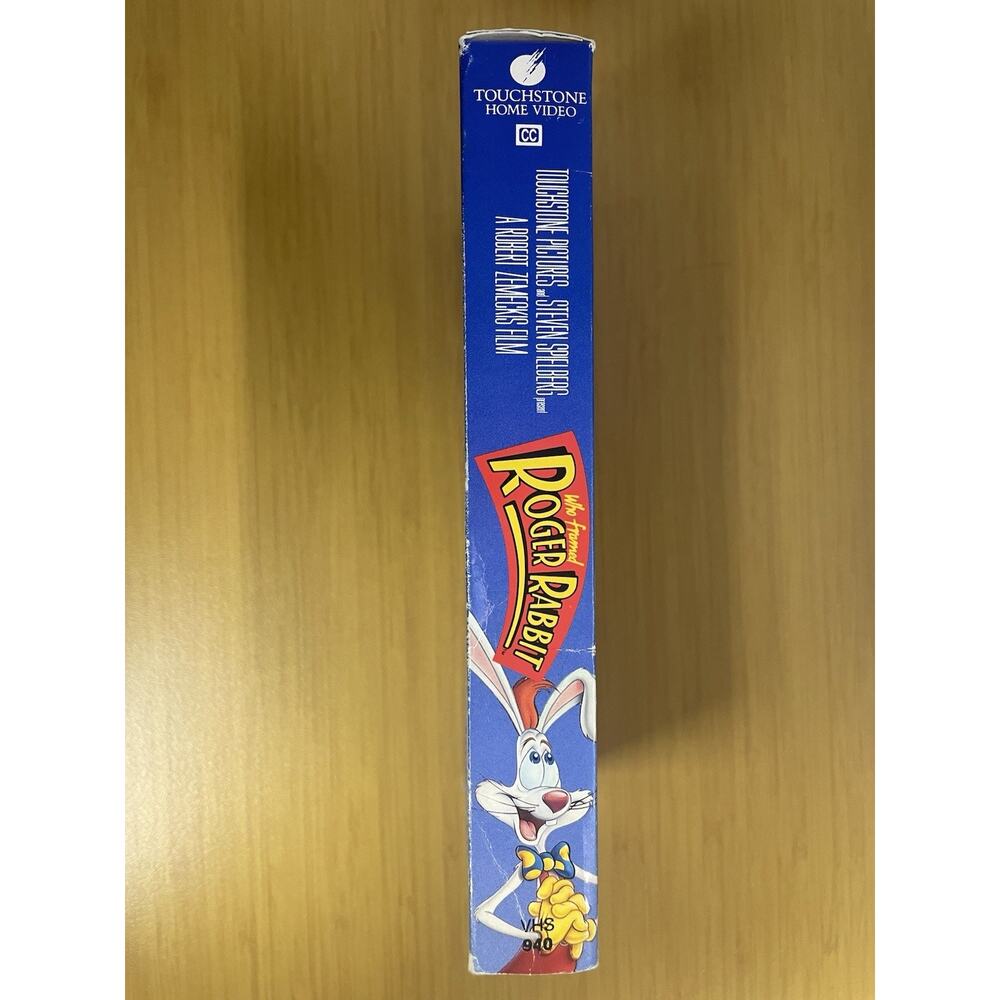 TOUCHSTONE
HOME VIDEO
CC
TOUCHSTONE PICTURES and STEVEN SPIELBERG present
A ROBERT ZEMECKIS FILM
Who framed
ROGER RABBIT
VHS
940